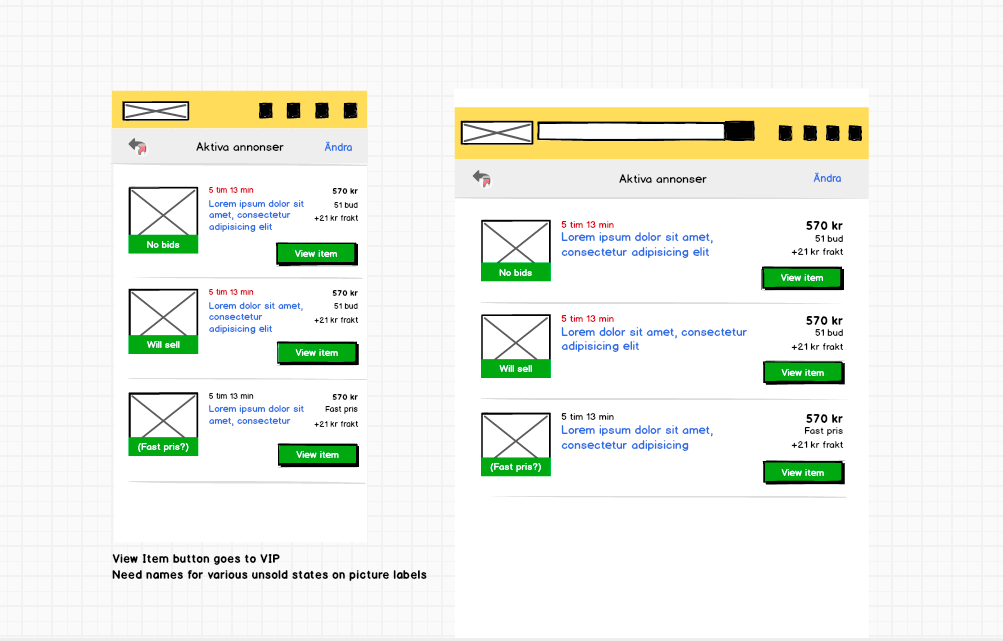 Aktiva annonser
Ändra
5 tim 13 min
570 kr
Lorem ipsum dolor sit
51 bud
amet, consectetur
+21 kr frakt
adipisicing elit
No bids
View item
5 tim 13 min
570 kr
Lorem dolor sit amet,
51 bud
consectetur
+21 kr frakt
adipisicing elit
Will sell
View item
5 tim 13 min
570 kr
Lorem ipsum dolor sit
Fast pris
amet, consectetur
+21 kr frakt
(Fast pris?)
View item
View Item button goes to VIP
Need names for various unsold states on picture labels
Aktiva annonser
Ändra
5 tim 13 min
570 kr
Lorem ipsum dolor sit amet,
51 bud
consectetur adipisicing elit
+21 kr frakt
No bids
View item
5 tim 13 min
570 kr
Lorem dolor sit amet, consectetur
51 bud
adipisicing elit
+21 kr frakt
Will sell
View item
5 tim 13 min
570 kr
Lorem ipsum dolor sit amet,
Fast pris
consectetur adipisicing
+21 kr frakt
(Fast pris?)
View item